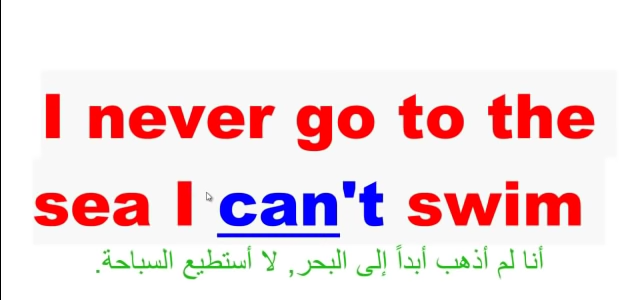 I never go to the
sea I can't swim
أنا لم أذهب أبداً إلى البحر, لا أستطيع السباحة.